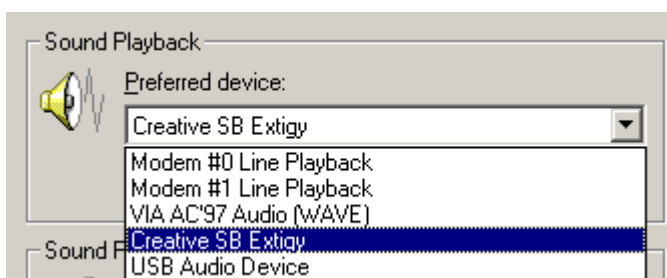 Sound Playback
Preferred device:
Creative SB Extigy
Modem #0 Line Playback
Modem #1 Line Playback
VIA AC'97 Audio (WAVE)
Creative SB Extigy
Sound
USB Audio Device